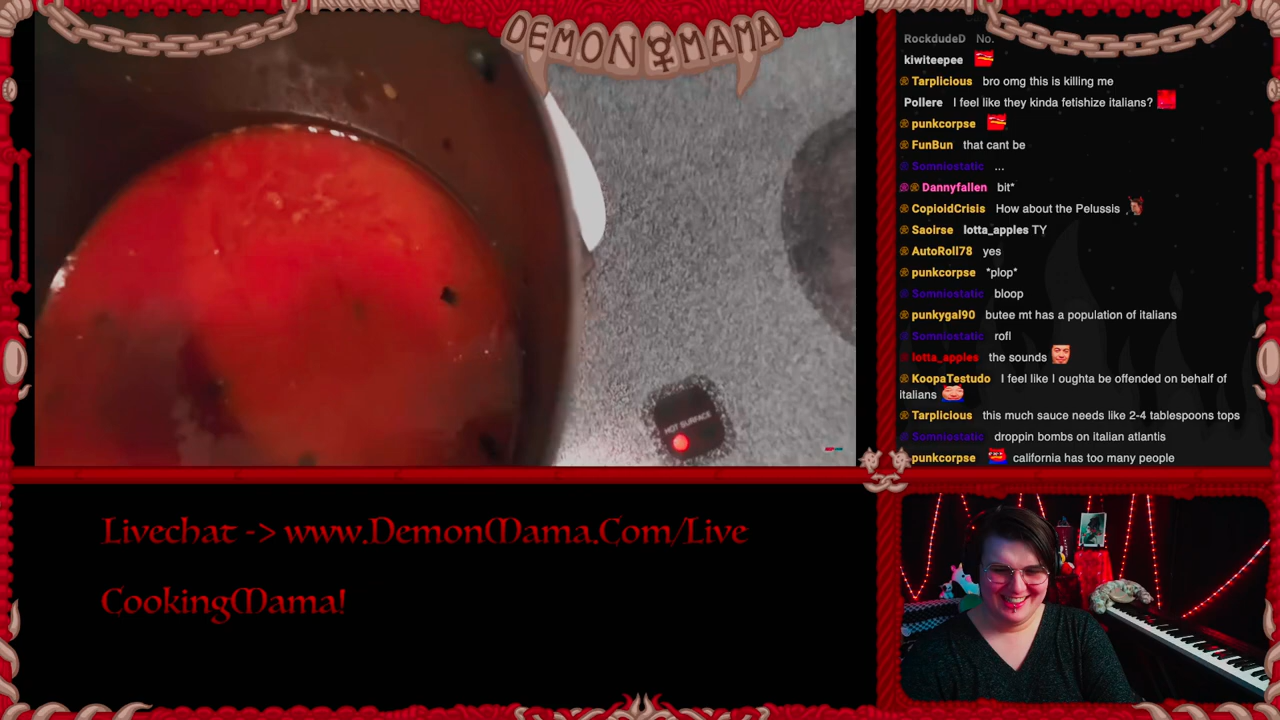 DEMON MAMA
RockdudeD No.
kiwiteepee
Tarplicious bro omg this is killing me
Pollere I feel like they kinda fetishize italians?
punkcorpse
FunBun that cant be
Somniostatic ...
Dannyfallen bit*
CopioidCrisis How about the Pelussis
Saoirse lotta_apples TY
AutoRoll78 yes
punkcorpse *plop*
Somniostatic bloop
punkygal90 butee mt has a population of italians
Somniostatic rofl
lotta_apples the sounds
KoopaTestudo I feel like I oughta be offended on behalf of
italians
Tarplicious this much sauce needs like 2-4 tablespoons tops
Somniostatic droppin bombs on italian atlantis
punkcorpse california has too many people
HOT SURFACE
Livechat -> www.DemonMama.Com/Live
CookingMama!